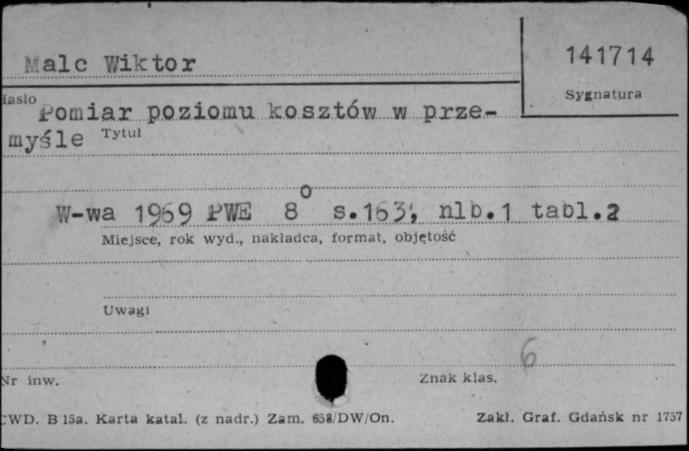 Malc Wiktor
141714
Hasło
Sygnatura
Pomiar poziomu kosztów w prze-
myśle Tytuł
W-wa 1969 PWE 8° s.163, nlb.1 tabl.2
Miejsce, rok wyd., nakładca, format, objętość
Uwagi
6
Nr inw.
Znak klas.
CWD. B 15a. Karta katal. (z nadr.) Zam. 658/DW/On.
Zakł. Graf. Gdańsk nr 1757